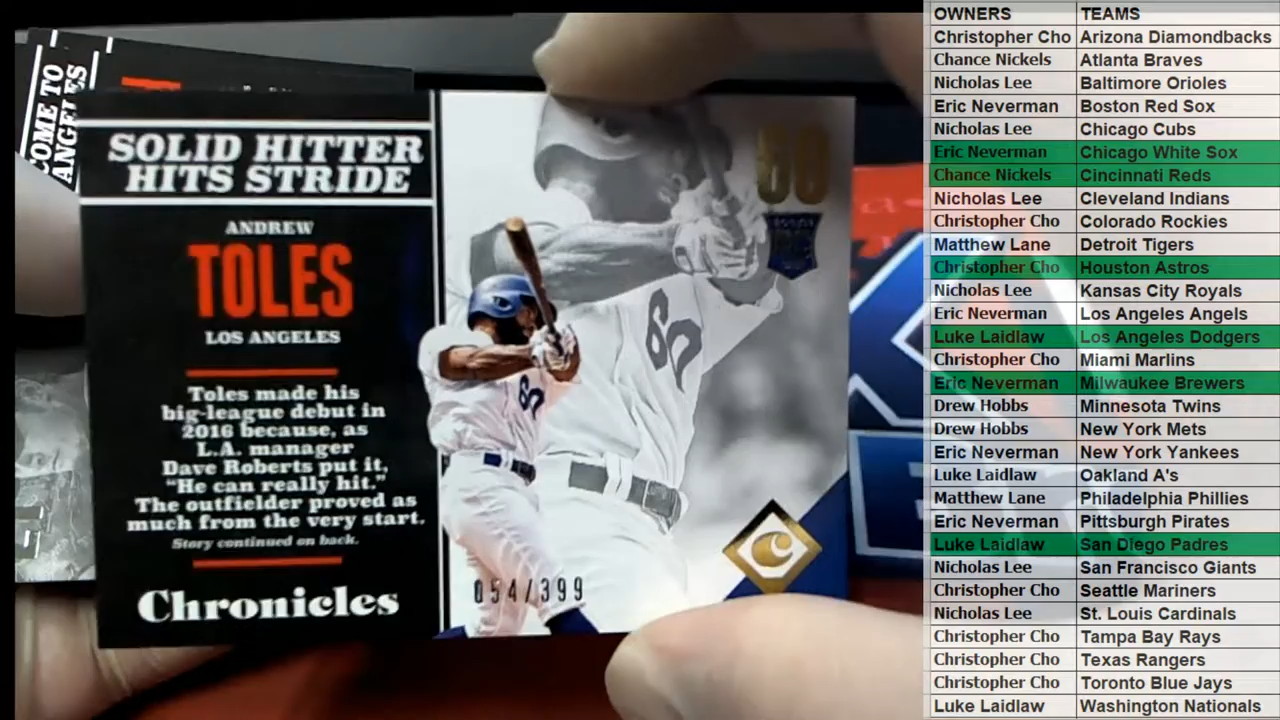 COME TO
ANGELES
SOLID HITTER
HITS STRIDE
ANDREW
TOLES
LOS ANGELES
Toles made his
big-league debut in
2016 because, as
L.A. manager
Dave Roberts put it,
"He can really hit."
The outfielder proved as
much from the very start.
Story continued on back.
Chronicles
60
60
60
C
054/399
OWNERS TEAMS
Christopher Cho Arizona Diamondbacks
Chance Nickels Atlanta Braves
Nicholas Lee Baltimore Orioles
Eric Neverman Boston Red Sox
Nicholas Lee Chicago Cubs
Eric Neverman Chicago White Sox
Chance Nickels Cincinnati Reds
Nicholas Lee Cleveland Indians
Christopher Cho Colorado Rockies
Matthew Lane Detroit Tigers
Christopher Cho Houston Astros
Nicholas Lee Kansas City Royals
Eric Neverman Los Angeles Angels
Luke Laidlaw Los Angeles Dodgers
Christopher Cho Miami Marlins
Eric Neverman Milwaukee Brewers
Drew Hobbs Minnesota Twins
Drew Hobbs New York Mets
Eric Neverman New York Yankees
Luke Laidlaw Oakland A's
Matthew Lane Philadelphia Phillies
Eric Neverman Pittsburgh Pirates
Luke Laidlaw San Diego Padres
Nicholas Lee San Francisco Giants
Christopher Cho Seattle Mariners
Nicholas Lee St. Louis Cardinals
Christopher Cho Tampa Bay Rays
Christopher Cho Texas Rangers
Christopher Cho Toronto Blue Jays
Luke Laidlaw Washington Nationals